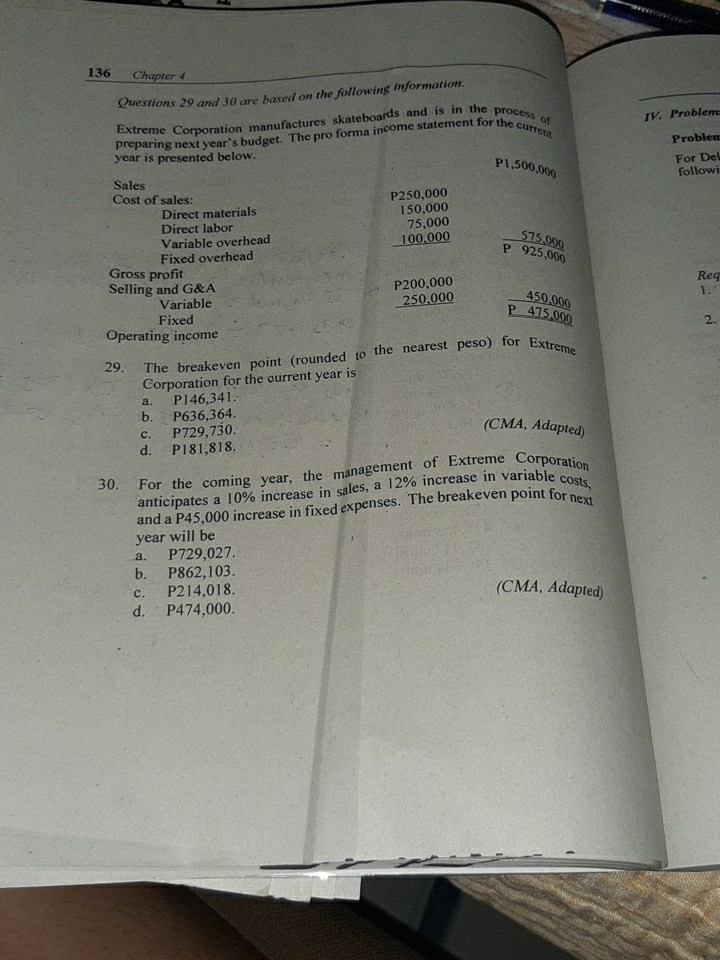 136 Chapter 4
Questions 29 and 30 are based on the following information.
Extreme Corporation manufactures skateboards and is in the process of
preparing next year's budget. The pro forma income statement for the current
year is presented below.
Sales P1,500,000
Cost of sales:
Direct materials P250,000
Direct labor 150,000
Variable overhead 75,000
Fixed overhead 100,000 575,000
Gross profit P 925,000
Selling and G&A
Variable P200,000
Fixed 250,000 450,000
Operating income P 475,000
29. The breakeven point (rounded to the nearest peso) for Extreme
Corporation for the current year is
a. P146,341.
b. P636,364.
c. P729,730.
d. P181,818.
(CMA, Adapted)
30. For the coming year, the management of Extreme Corporation
anticipates a 10% increase in sales, a 12% increase in variable costs,
and a P45,000 increase in fixed expenses. The breakeven point for next
year will be
a. P729,027.
b. P862,103.
c. P214,018.
d. P474,000.
(CMA, Adapted)
IV. Problem
Problem
For Del
followi
Req
1.
2.